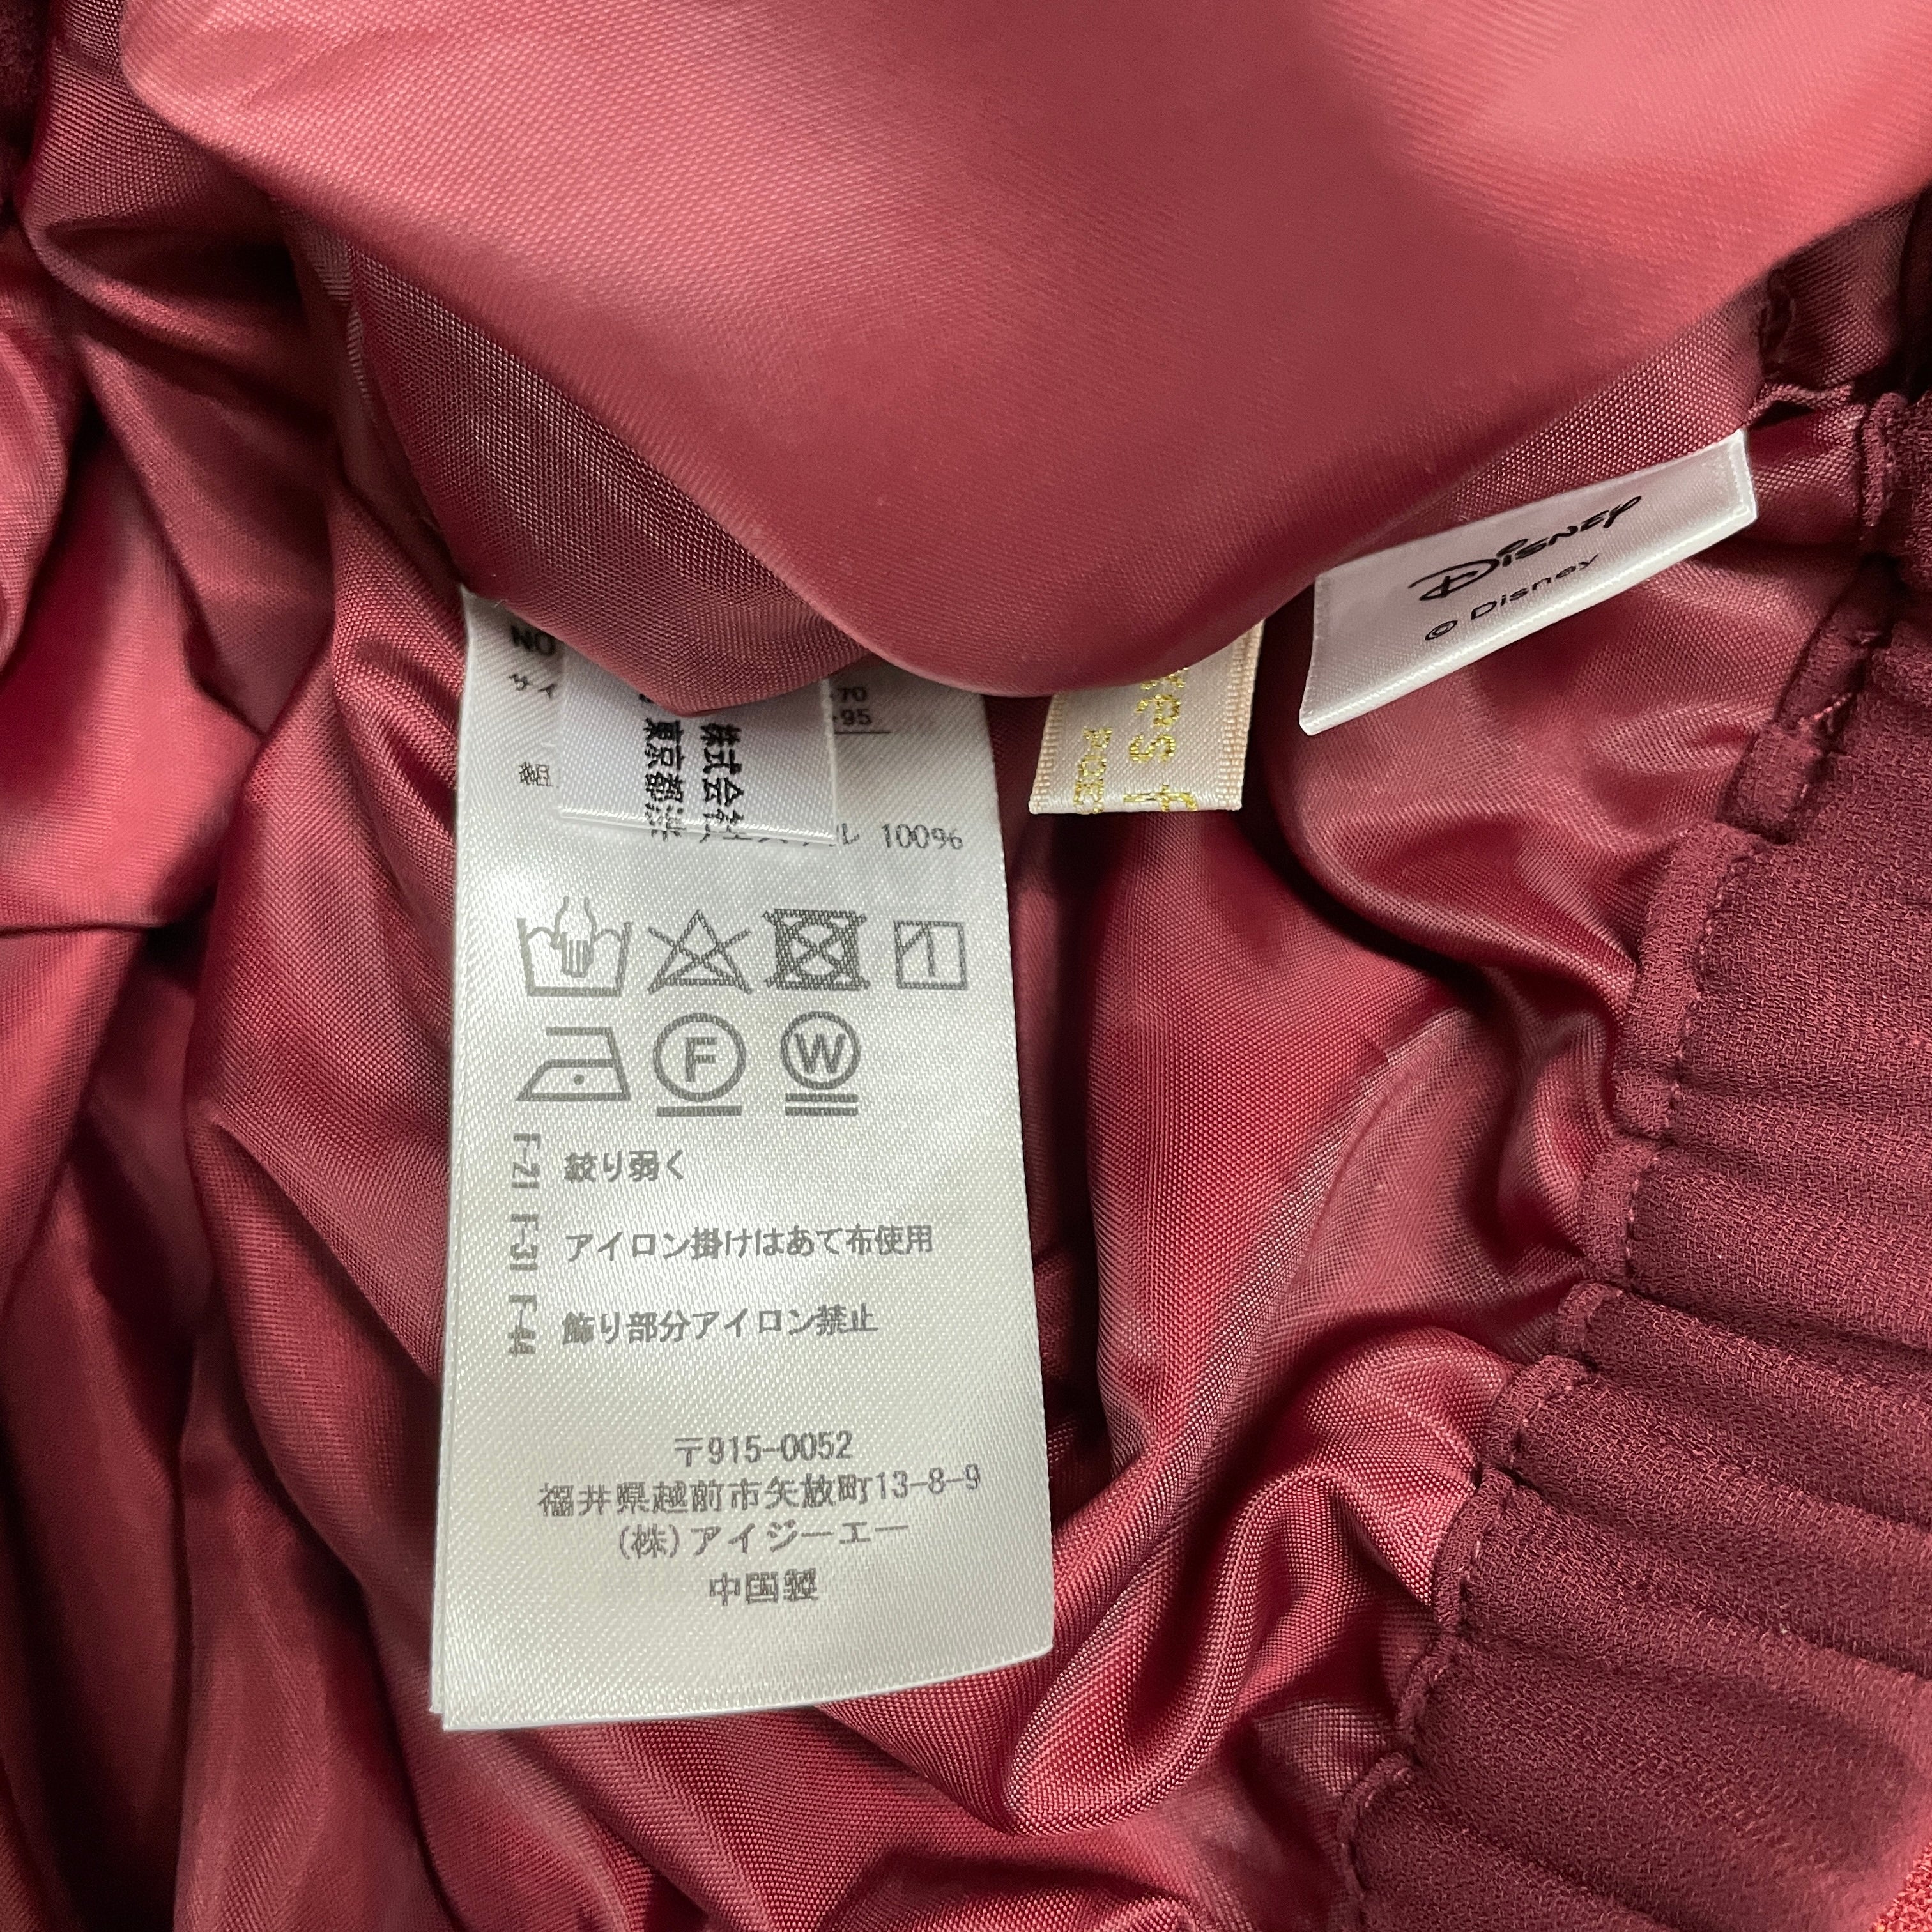 Disney
© Disney
NO
サイ
70
-95
組
株式会社
東京都渋
ル 100%
F
W
F-21 絞り弱く
F-31 アイロン掛けはあて布使用
F-44 飾り部分アイロン禁止
〒915-0052
福井県越前市矢放町13-8-9
(株)アイジーエー
中国製